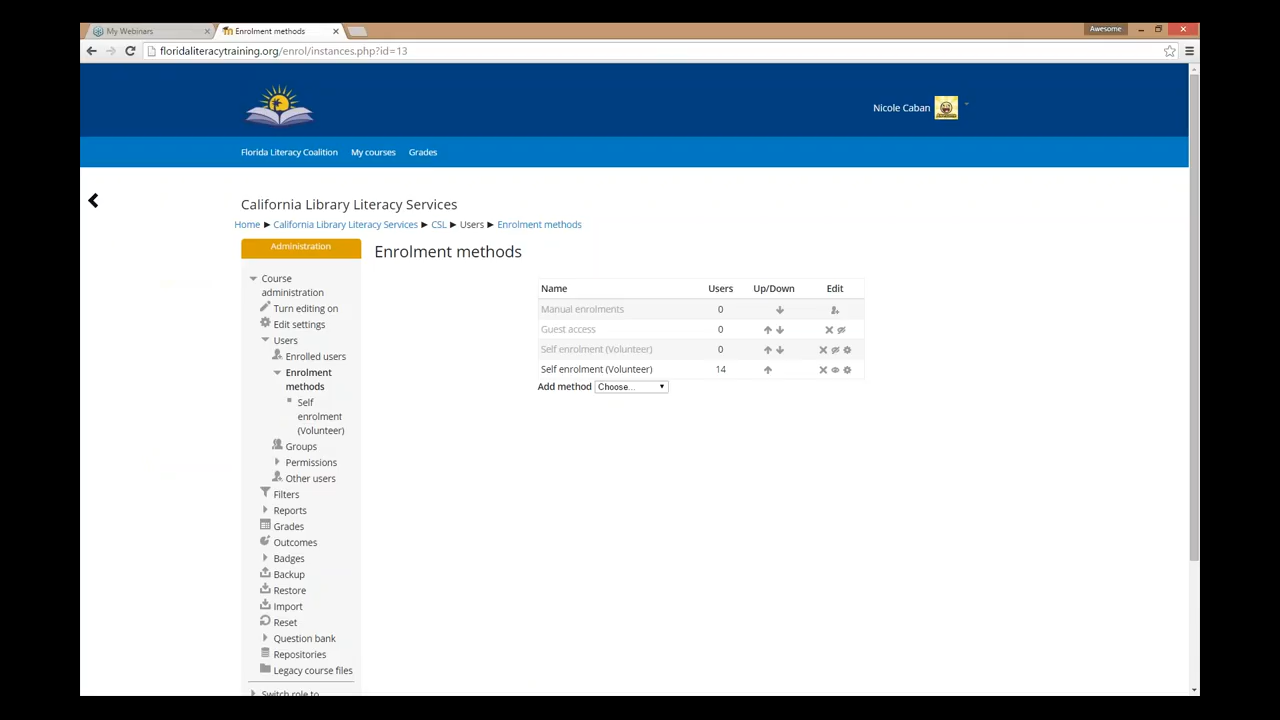 My Webinars
Enrolment methods
Awesome
floridaliteracytraining.org/enrol/instances.php?id=13
Nicole Caban
Florida Literacy Coalition My courses Grades
California Library Literacy Services
Home ► California Library Literacy Services ► CSL ► Users ► Enrolment methods
Administration
Course
administration
Turn editing on
Edit settings
Users
Enrolled users
Enrolment
methods
Self
enrolment
(Volunteer)
Groups
Permissions
Other users
Filters
Reports
Grades
Outcomes
Badges
Backup
Restore
Import
Reset
Question bank
Repositories
Legacy course files
Switch role to
Enrolment methods
Name Users Up/Down Edit
Manual enrolments 0
Guest access 0
Self enrolment (Volunteer) 0
Self enrolment (Volunteer) 14
Add method Choose...